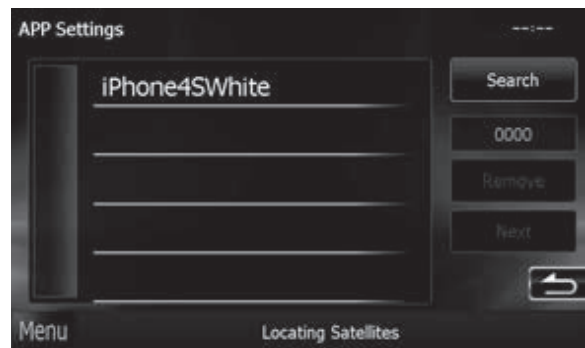 APP Settings
--:--
iPhone4SWhite
Search
0000
Remove
Next
Menu
Locating Satellites